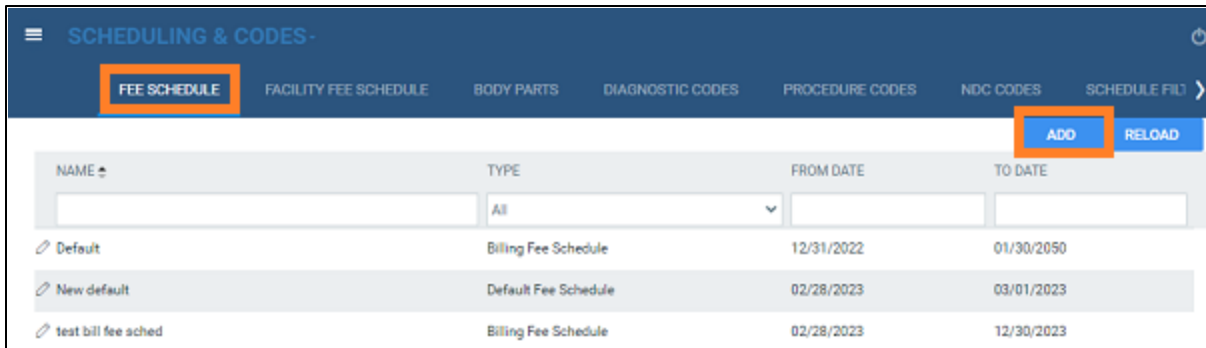 SCHEDULING & CODES-
FEE SCHEDULE FACILITY FEE SCHEDULE BODY PARTS DIAGNOSTIC CODES PROCEDURE CODES NDC CODES SCHEDULE FILT
ADD RELOAD
NAME TYPE FROM DATE TO DATE
All
Default Billing Fee Schedule 12/31/2022 01/30/2050
New default Default Fee Schedule 02/28/2023 03/01/2023
test bill fee sched Billing Fee Schedule 02/28/2023 12/30/2023